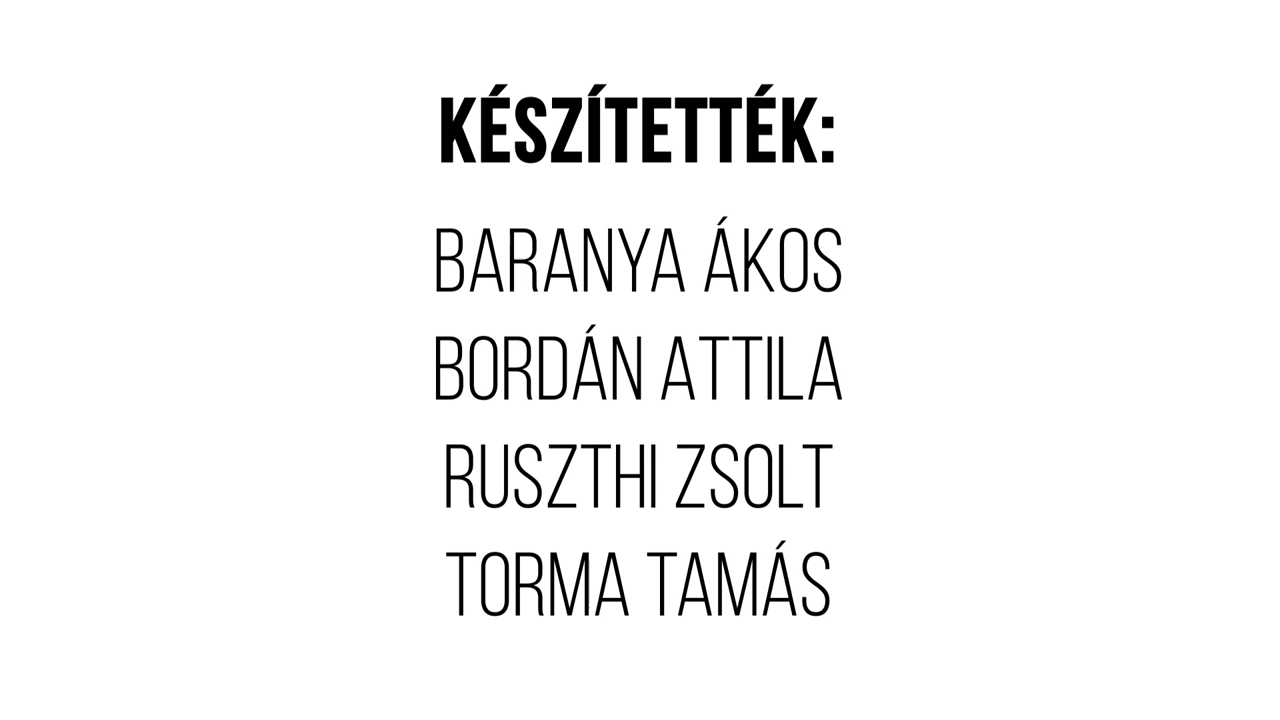 KÉSZÍTETTÉK:
BARANYA ÁKOS
BORDÁN ATTILA
RUSZTHI ZSOLT
TORMA TAMÁS